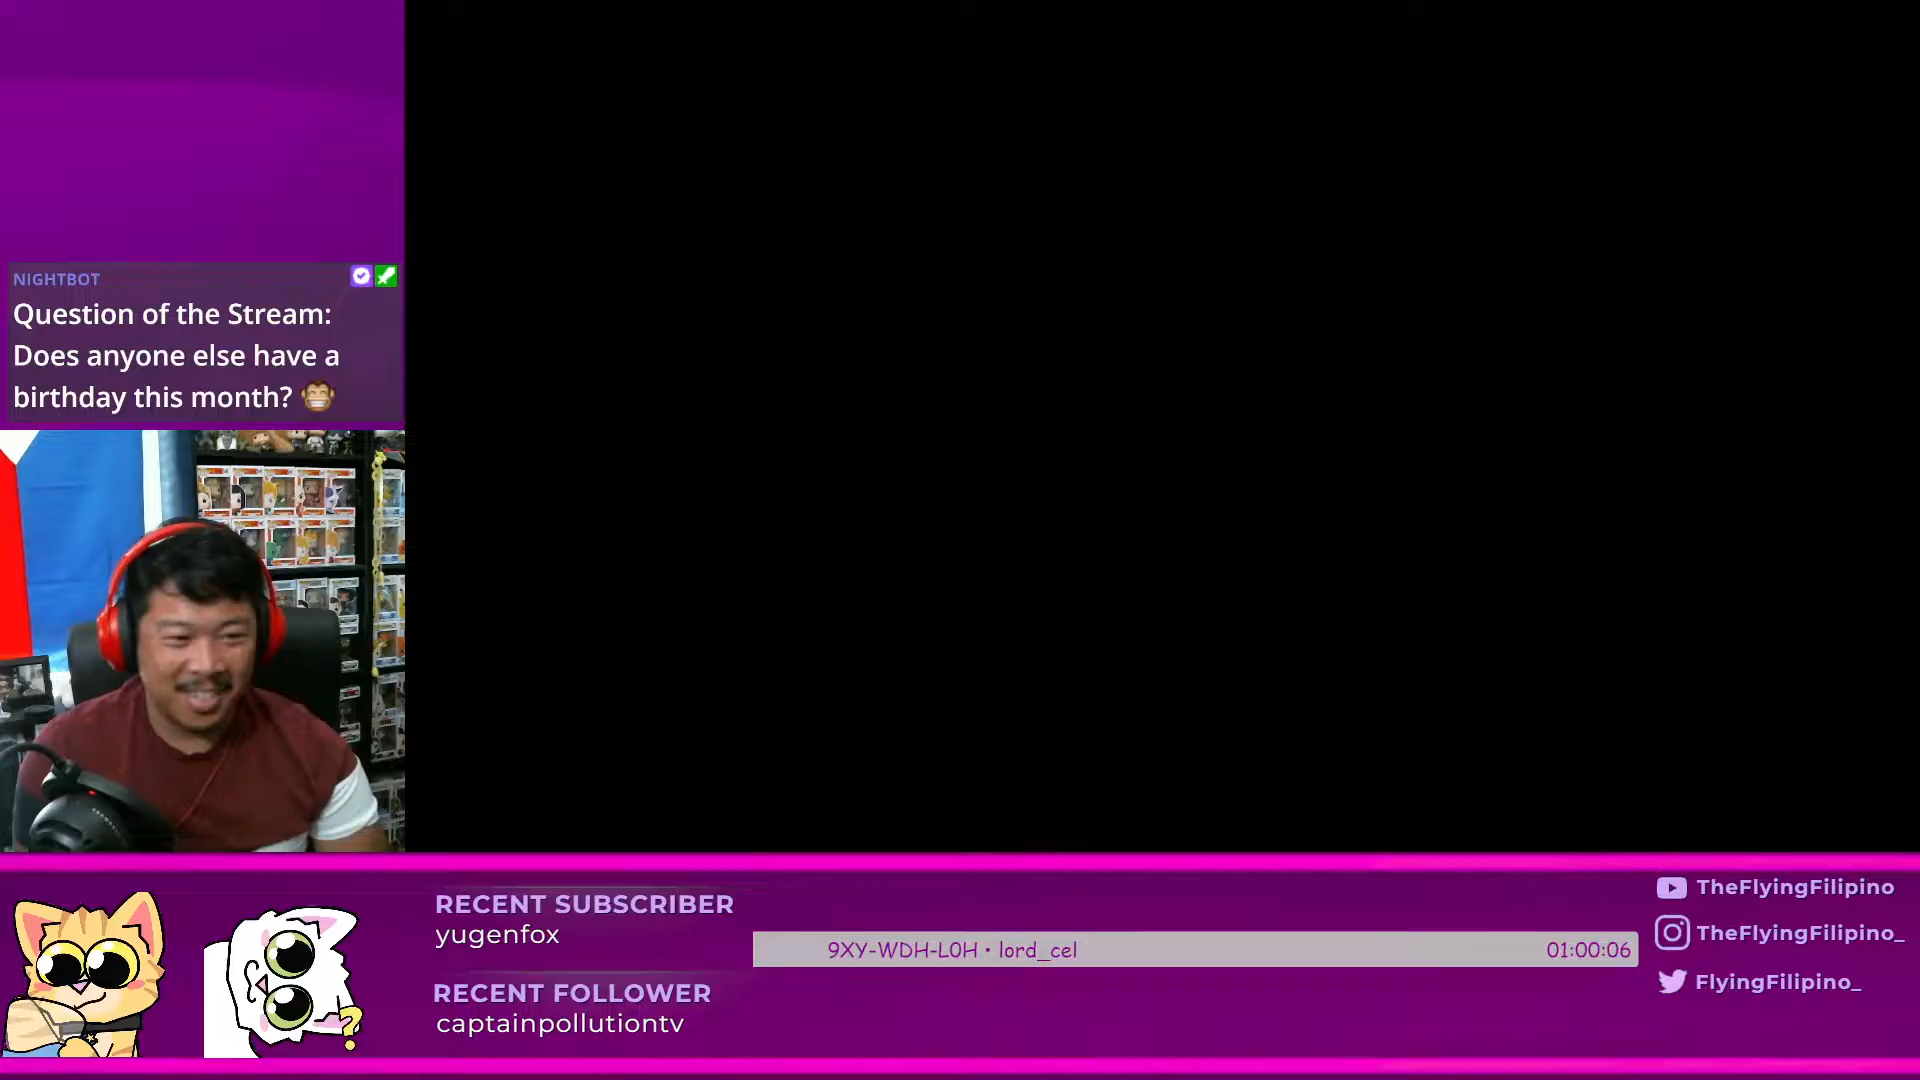 NIGHTBOT
Question of the Stream:
Does anyone else have a
birthday this month?
RECENT SUBSCRIBER
yugenfox
RECENT FOLLOWER
captainpollutiontv
9XY-WDH-L0H • lord_cel
01:00:06
TheFlyingFilipino
TheFlyingFilipino_
FlyingFilipino_